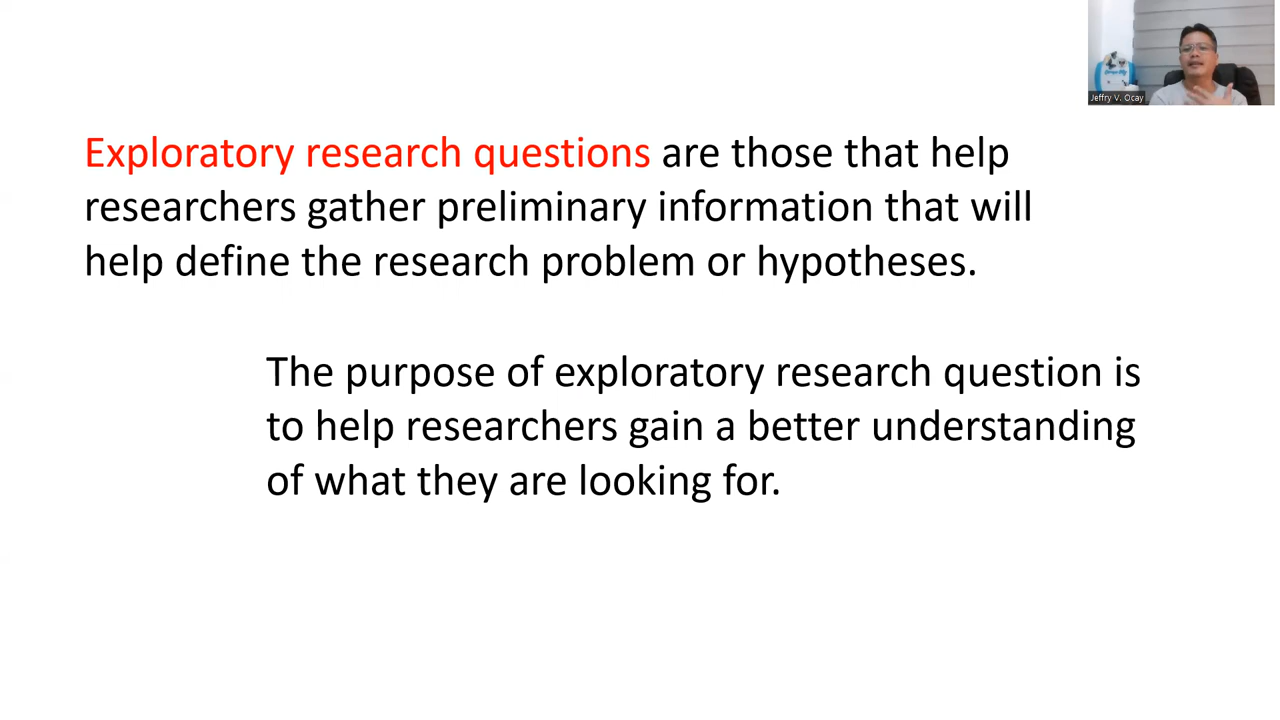 Jeffry V. Ocay
Exploratory research questions are those that help
researchers gather preliminary information that will
help define the research problem or hypotheses.
The purpose of exploratory research question is
to help researchers gain a better understanding
of what they are looking for.